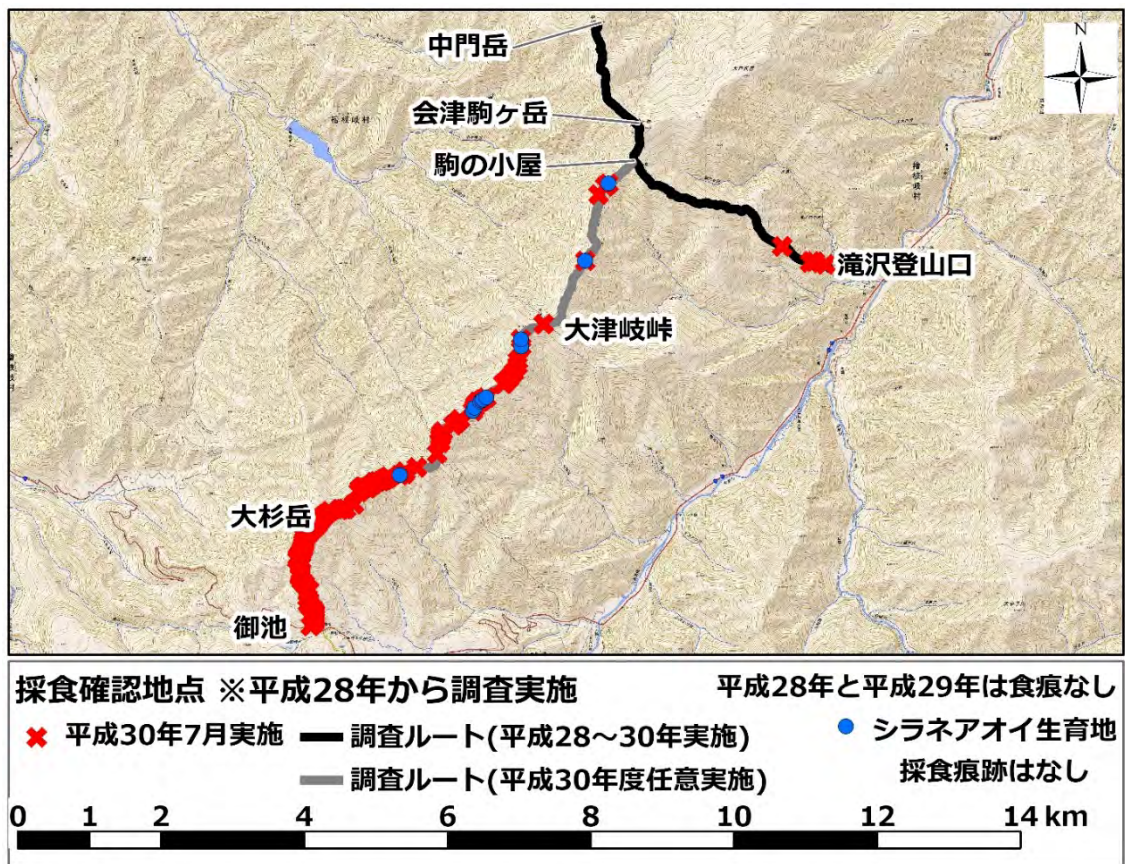 N
中門岳
会津駒ヶ岳
駒の小屋
滝沢登山口
大津岐峠
大杉岳
御池
採食確認地点 ※平成28年から調査実施
平成28年と平成29年は食痕なし
平成30年7月実施
調査ルート(平成28～30年実施)
シラネアオイ生育地
調査ルート(平成30年度任意実施)
採食痕跡はなし
0 1 2 4 6 8 10 12 14 km